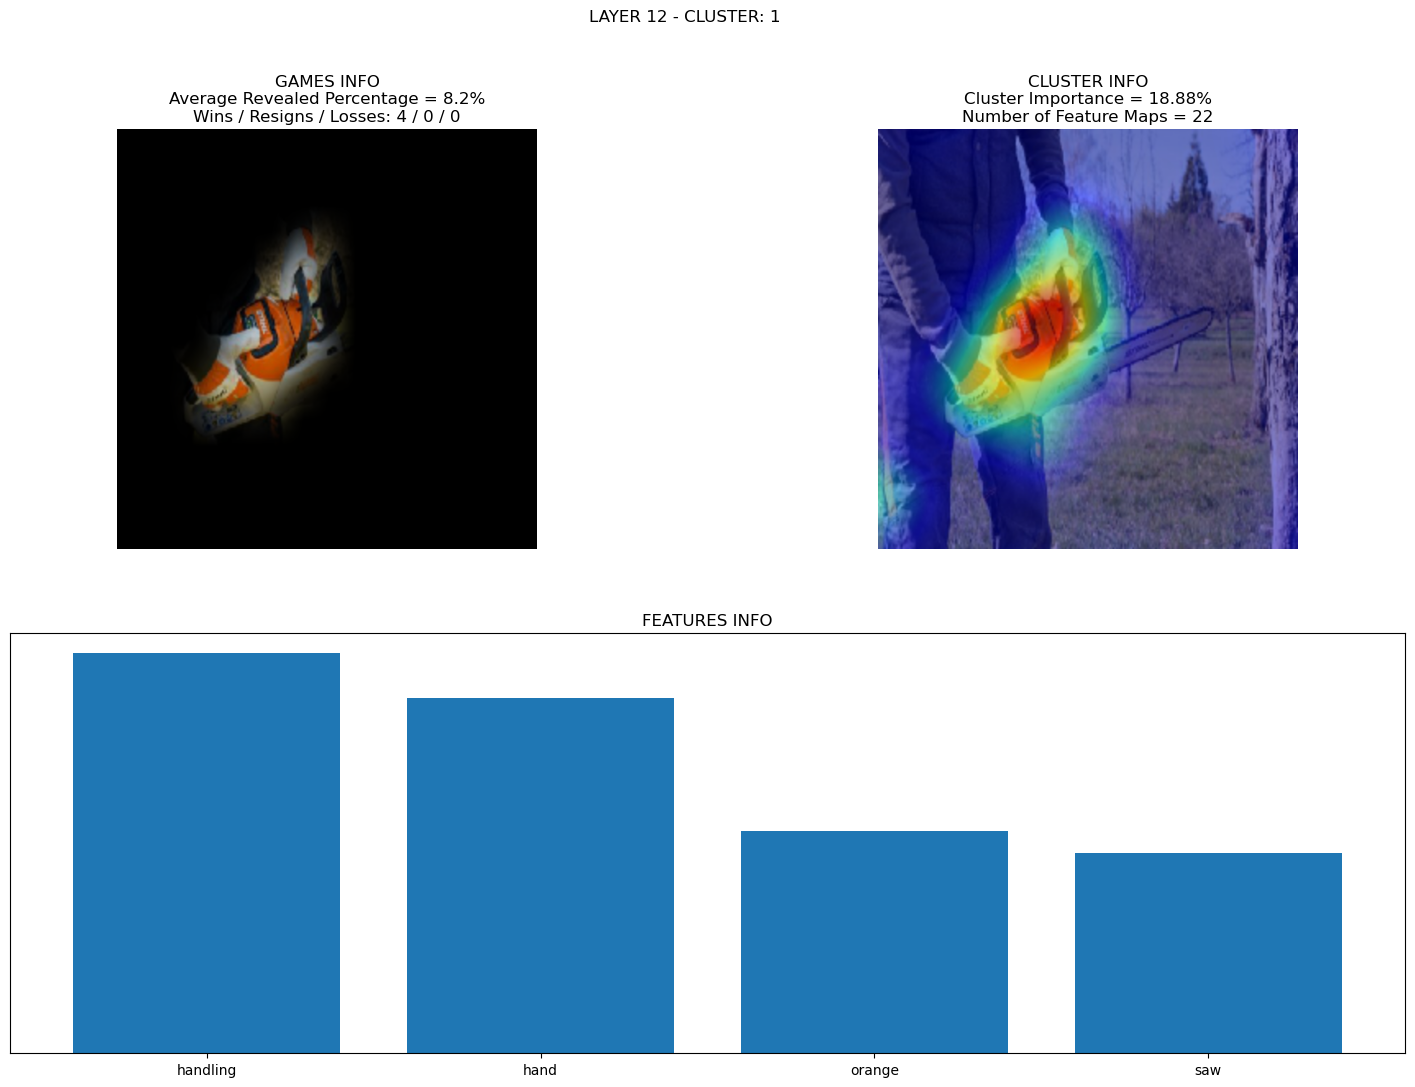 LAYER 12 - CLUSTER: 1
GAMES INFO
Average Revealed Percentage = 8.2%
Wins / Resigns / Losses: 4 / 0 / 0
CLUSTER INFO
Cluster Importance = 18.88%
Number of Feature Maps = 22
FEATURES INFO
handling
hand
orange
saw